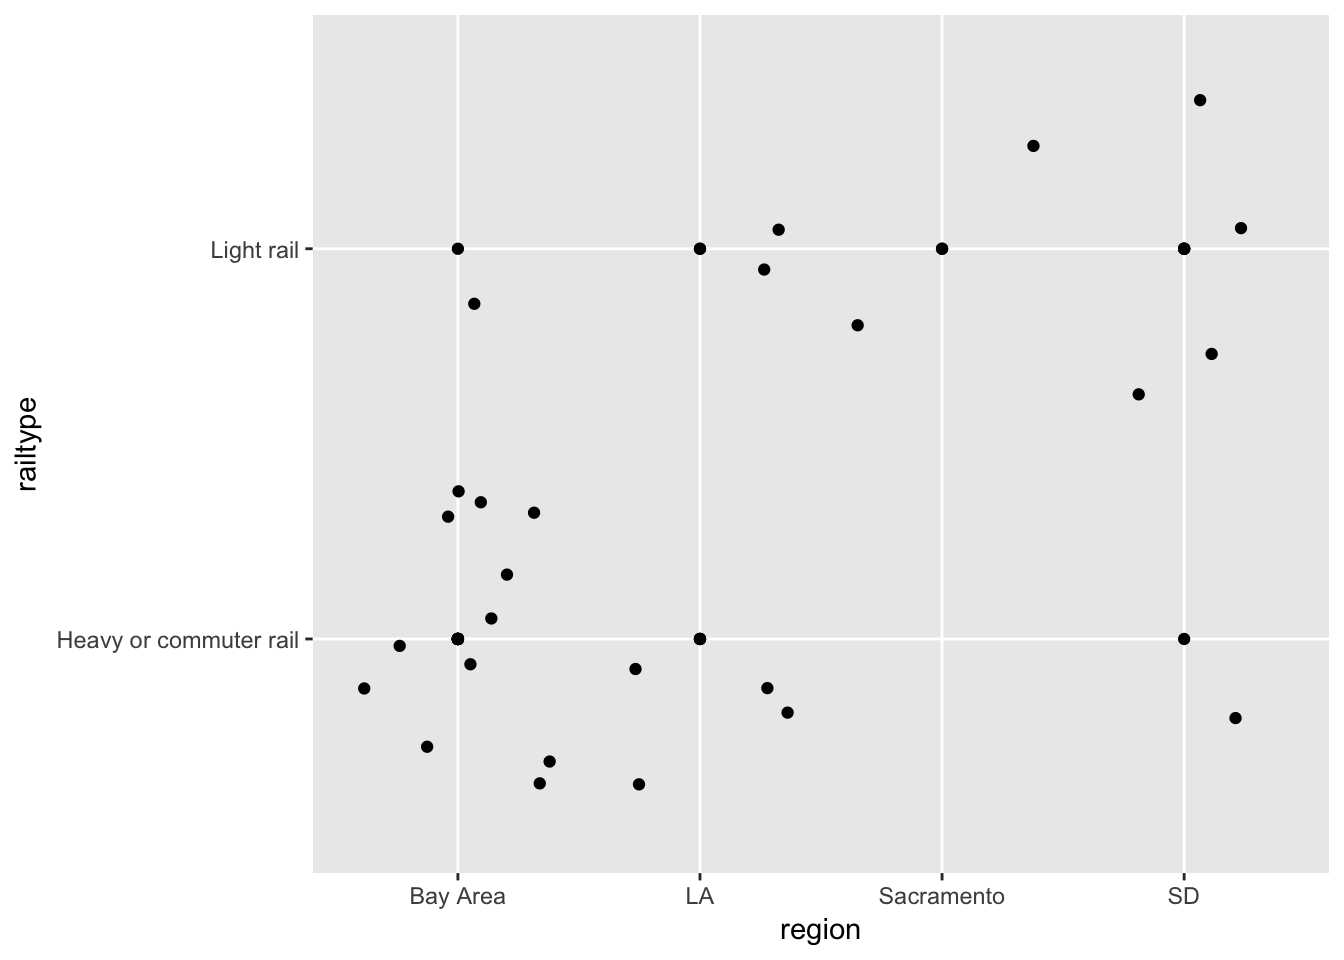 railtype
Light rail
Heavy or commuter rail
Bay Area
LA
Sacramento
SD
region